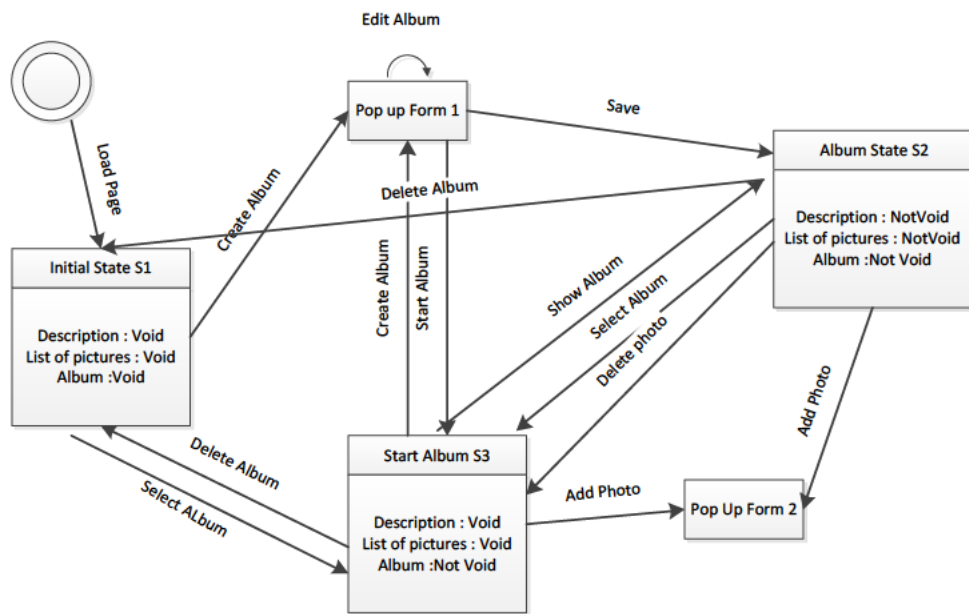 Edit Album
Pop up Form 1
Save
Load Page
Create Album
Delete Album
Album State S2
Description : NotVoid
List of pictures : NotVoid
Album :Not Void
Initial State S1
Description : Void
List of pictures : Void
Album :Void
Create Album
Start Album
Show Album
Select Album
Delete photo
Add Photo
Delete Album
Select ALbum
Start Album S3
Description : Void
List of pictures : Void
Album :Not Void
Add Photo
Pop Up Form 2